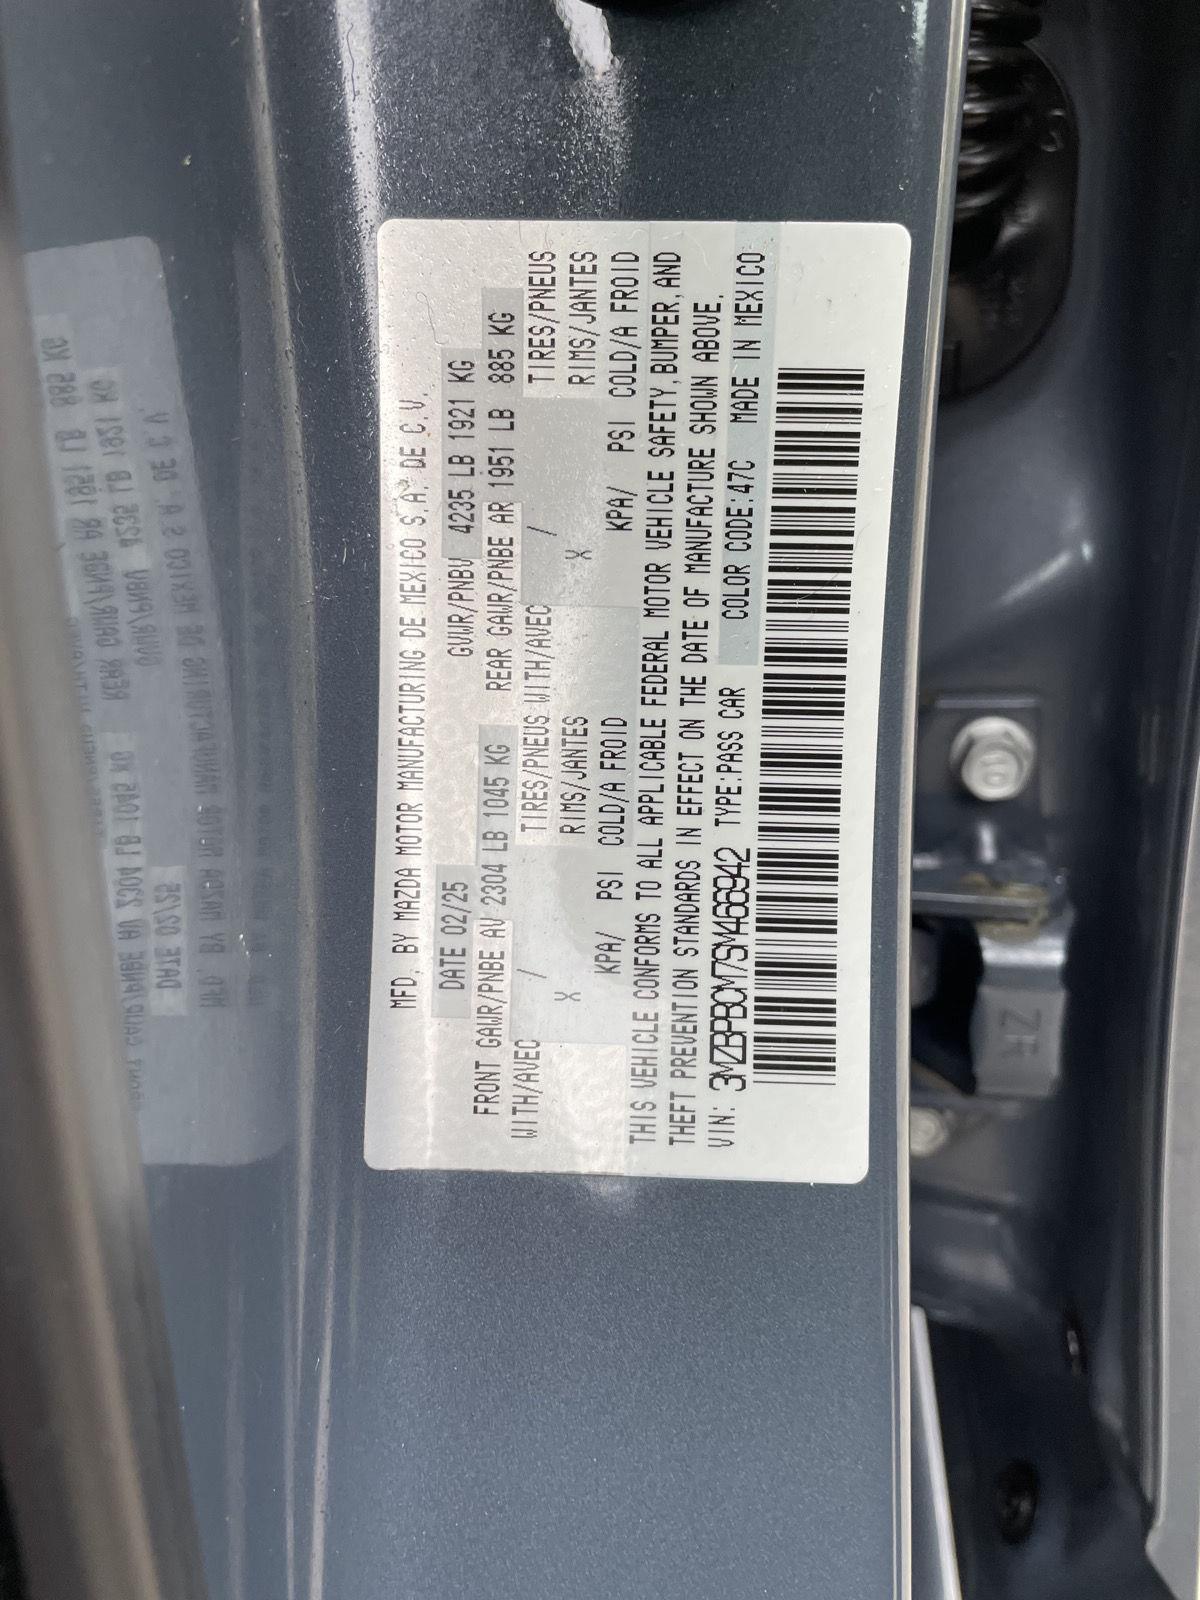 MFD. BY MAZDA MOTOR MANUFACTURING DE MEXICO S.A. DE C.V.
DATE 02/25 GVWR/PNBV 4235 LB 1921 KG
FRONT GAWR/PNBE AV 2304 LB 1045 KG REAR GAWR/PNBE AR 1951 LB 885 KG
WITH/AVEC / TIRES/PNEUS WITH/AVEC / TIRES/PNEUS
X RIMS/JANTES X RIMS/JANTES
KPA/ PSI COLD/A FROID KPA/ PSI COLD/A FROID
THIS VEHICLE CONFORMS TO ALL APPLICABLE FEDERAL MOTOR VEHICLE SAFETY,BUMPER,AND
THEFT PREVENTION STANDARDS IN EFFECT ON THE DATE OF MANUFACTURE SHOWN ABOVE.
VIN: 3MZBPBCM7SM466942 TYPE:PASS CAR COLOR CODE:47C MADE IN MEXICO
ZR